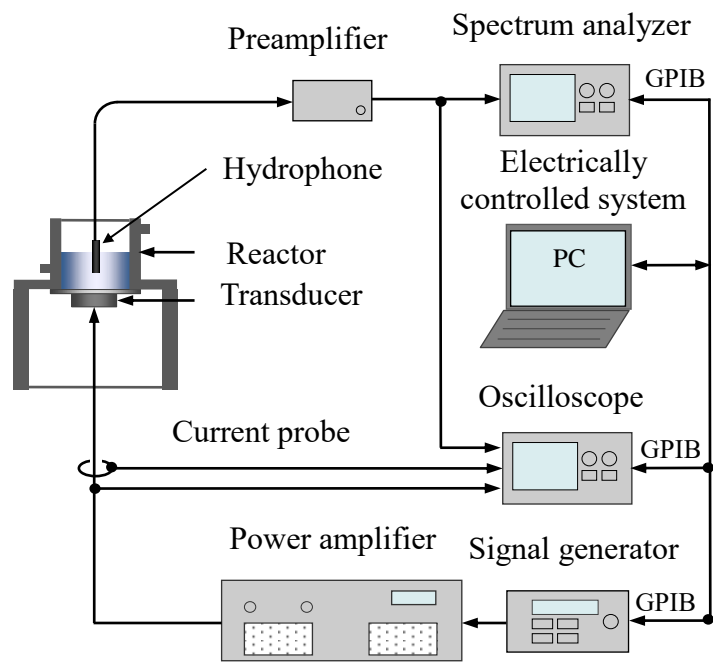 Spectrum analyzer
Preamplifier
GPIB
Hydrophone
Electrically
controlled system
Reactor
PC
Transducer
Oscilloscope
Current probe
GPIB
Power amplifier
Signal generator
GPIB